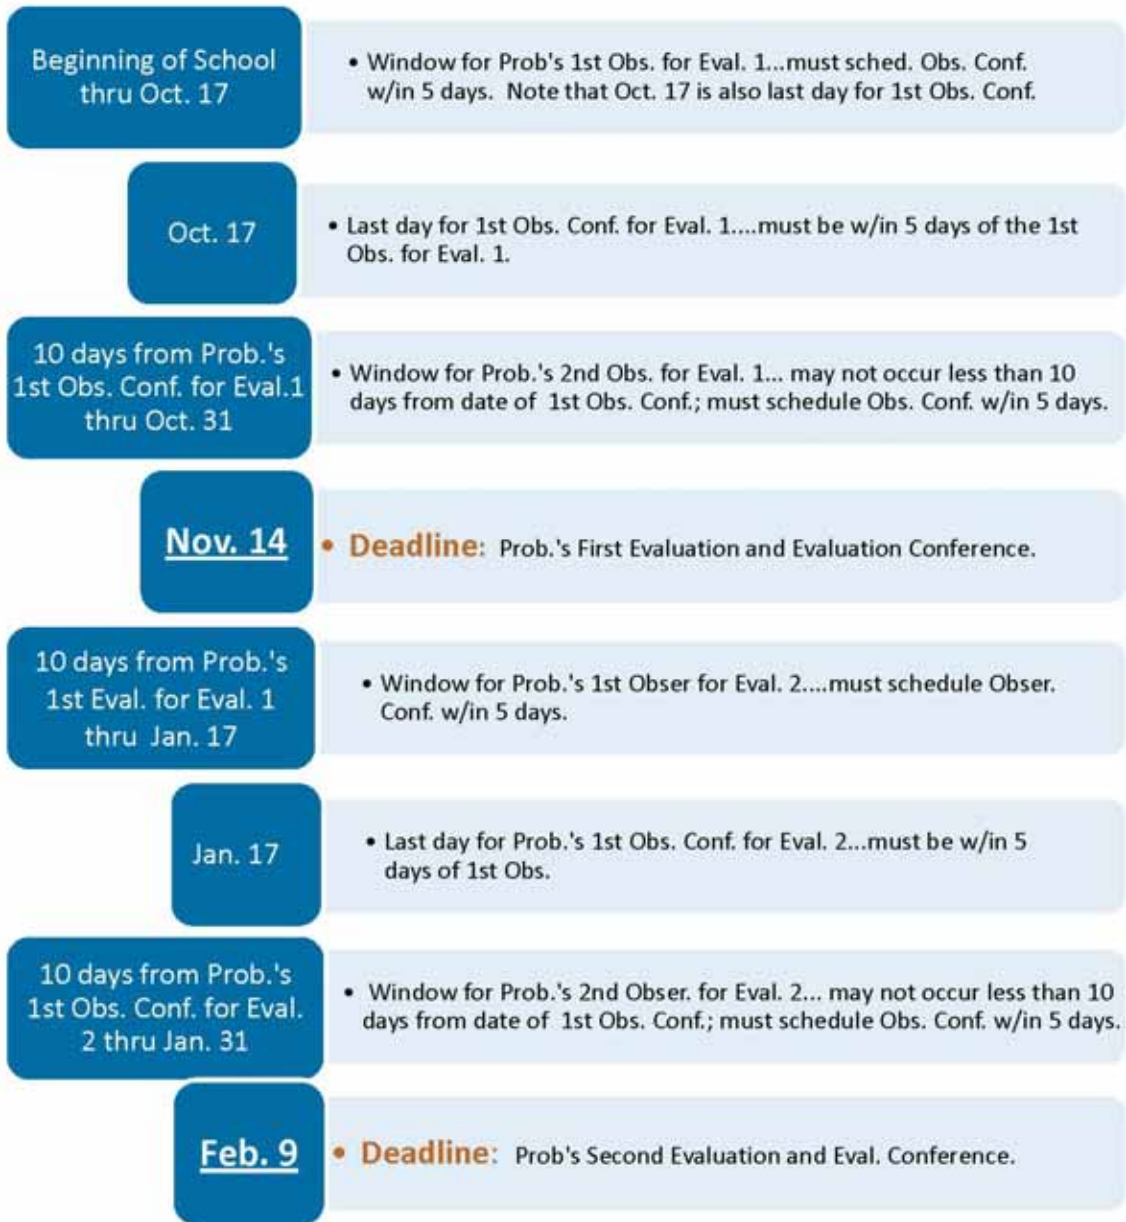 Beginning of School
thru Oct. 17
• Window for Prob's 1st Obs. for Eval. 1...must sched. Obs. Conf.
w/in 5 days. Note that Oct. 17 is also last day for 1st Obs. Conf.
Oct. 17
• Last day for 1st Obs. Conf. for Eval. 1....must be w/in 5 days of the 1st
Obs. for Eval. 1.
10 days from Prob.'s
1st Obs. Conf. for Eval.1
thru Oct. 31
• Window for Prob.'s 2nd Obs. for Eval. 1... may not occur less than 10
days from date of 1st Obs. Conf.; must schedule Obs. Conf. w/in 5 days.
Nov. 14
• Deadline: Prob.'s First Evaluation and Evaluation Conference.
10 days from Prob.'s
1st Eval. for Eval. 1
thru Jan. 17
• Window for Prob.'s 1st Obser for Eval. 2....must schedule Obser.
Conf. w/in 5 days.
Jan. 17
• Last day for Prob.'s 1st Obs. Conf. for Eval. 2...must be w/in 5
days of 1st Obs.
10 days from Prob.'s
1st Obs. Conf. for Eval.
2 thru Jan. 31
• Window for Prob.'s 2nd Obser. for Eval. 2... may not occur less than 10
days from date of 1st Obs. Conf.; must schedule Obs. Conf. w/in 5 days.
Feb. 9
• Deadline: Prob's Second Evaluation and Eval. Conference.